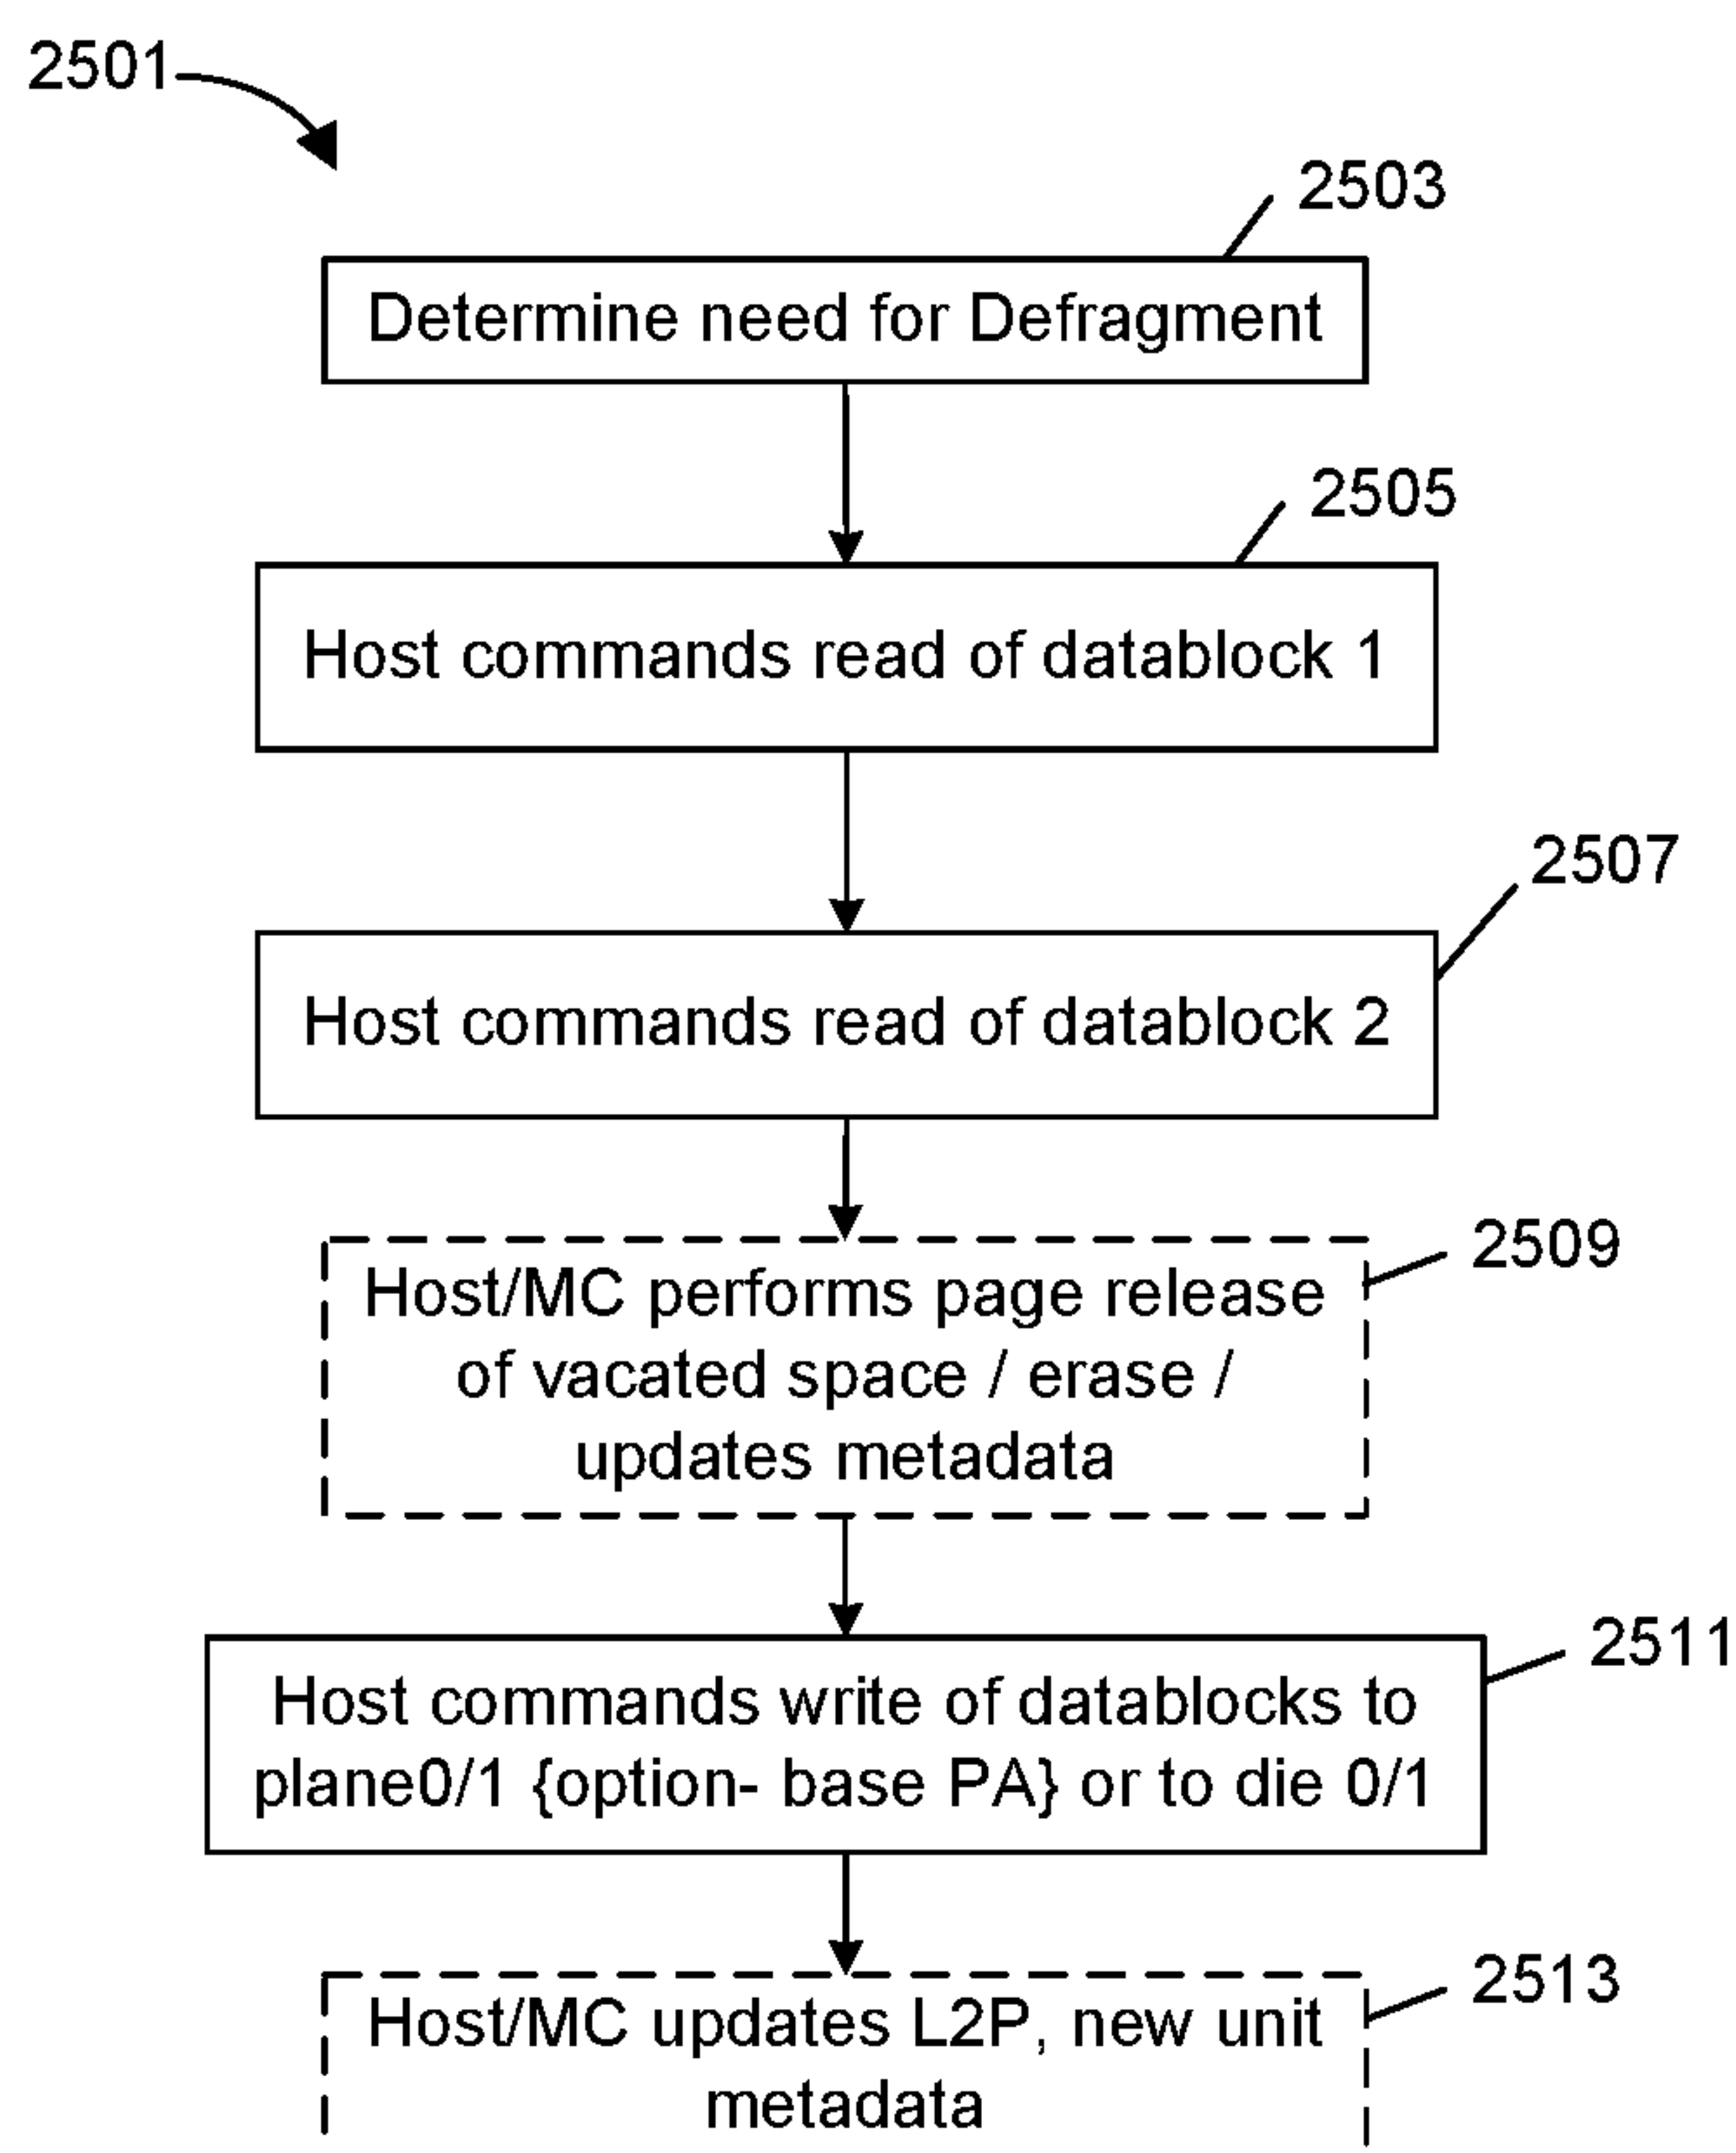 2501
2503
Determine need for Defragment
2505
Host commands read of datablock 1
2507
Host commands read of datablock 2
2509
Host/MC performs page release
of vacated space / erase /
updates metadata
2511
Host commands write of datablocks to
plane0/1 {option- base PA} or to die 0/1
2513
Host/MC updates L2P, new unit
metadata